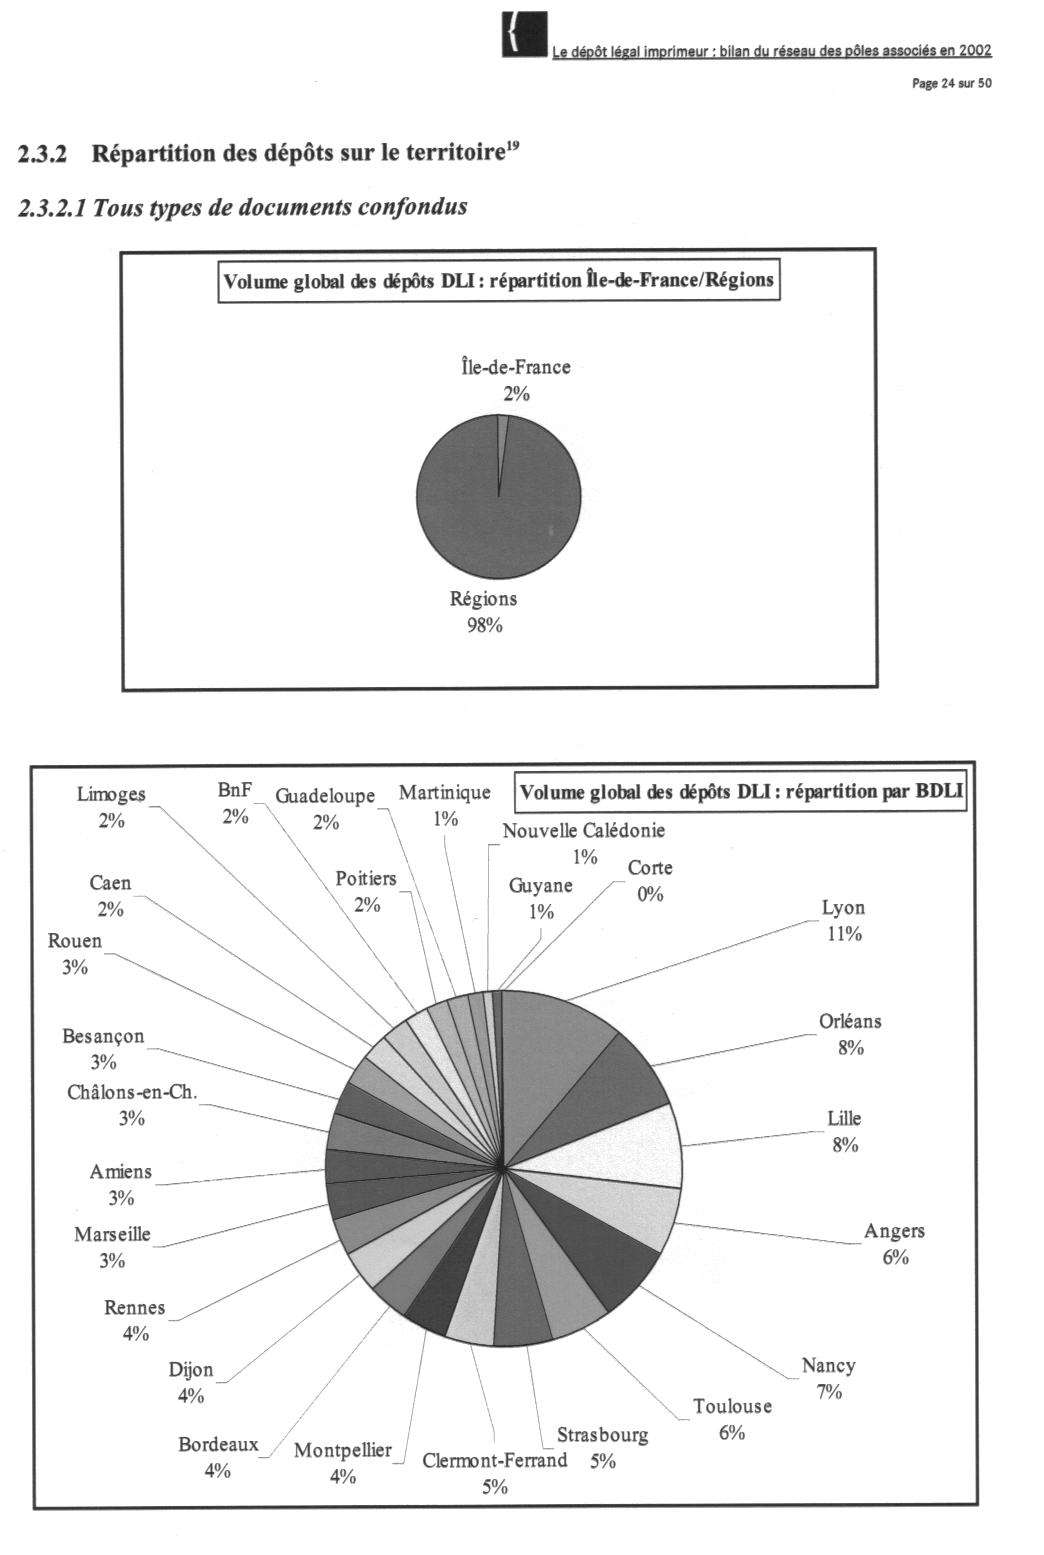 Le dépôt légal imprimeur : bilan du réseau des pôles associés en 2002
Page 24 sur 50
2.3.2 Répartition des dépôts sur le territoire19
2.3.2.1 Tous types de documents confondus
Volume global des dépôts DLI : répartition Île-de-France/Régions
Île-de-France
2%
Régions
98%
Volume global des dépôts DLI : répartition par BDLI
Limoges
2%
BnF
2%
Guadeloupe
2%
Martinique
1%
Nouvelle Calédonie
1%
Corte
0%
Guyane
1%
Poitiers
2%
Caen
2%
Lyon
11%
Rouen
3%
Orléans
8%
Besançon
3%
Châlons-en-Ch.
3%
Lille
8%
Amiens
3%
Marseille
3%
Angers
6%
Rennes
4%
Dijon
4%
Nancy
7%
Toulouse
6%
Bordeaux
4%
Montpellier
4%
Clermont-Ferrand
5%
Strasbourg
5%